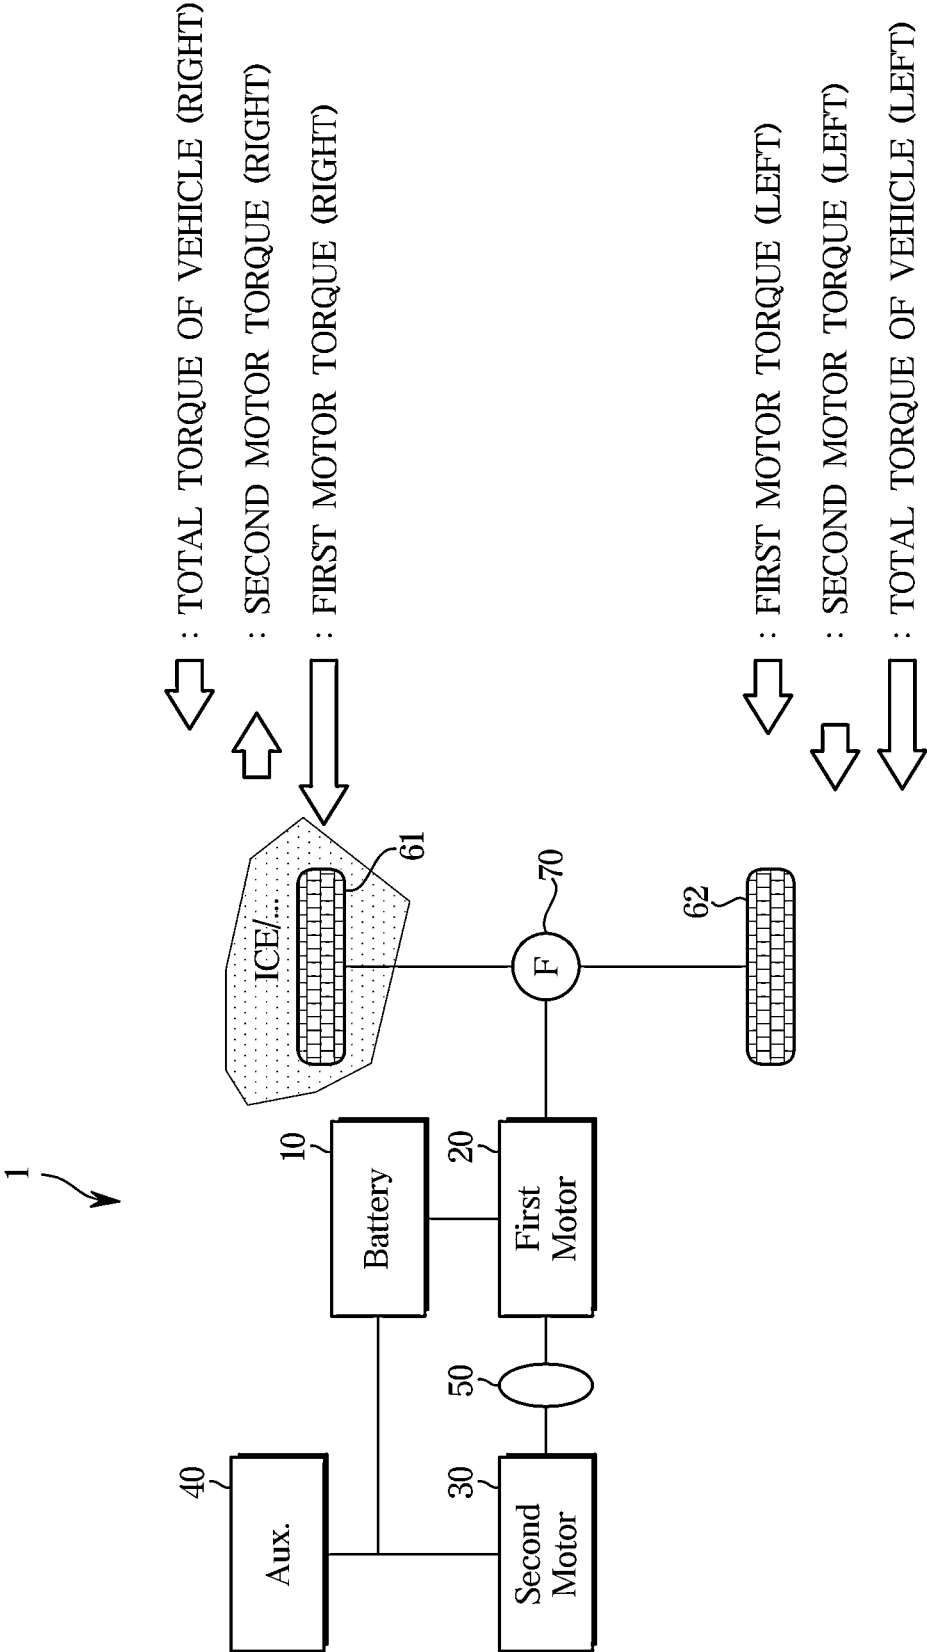 1
40
Aux.
10
Battery
30
Second
Motor
50
20
First
Motor
ICE/...
61
F
70
62
: TOTAL TORQUE OF VEHICLE (RIGHT)
: SECOND MOTOR TORQUE (RIGHT)
: FIRST MOTOR TORQUE (RIGHT)
: FIRST MOTOR TORQUE (LEFT)
: SECOND MOTOR TORQUE (LEFT)
: TOTAL TORQUE OF VEHICLE (LEFT)